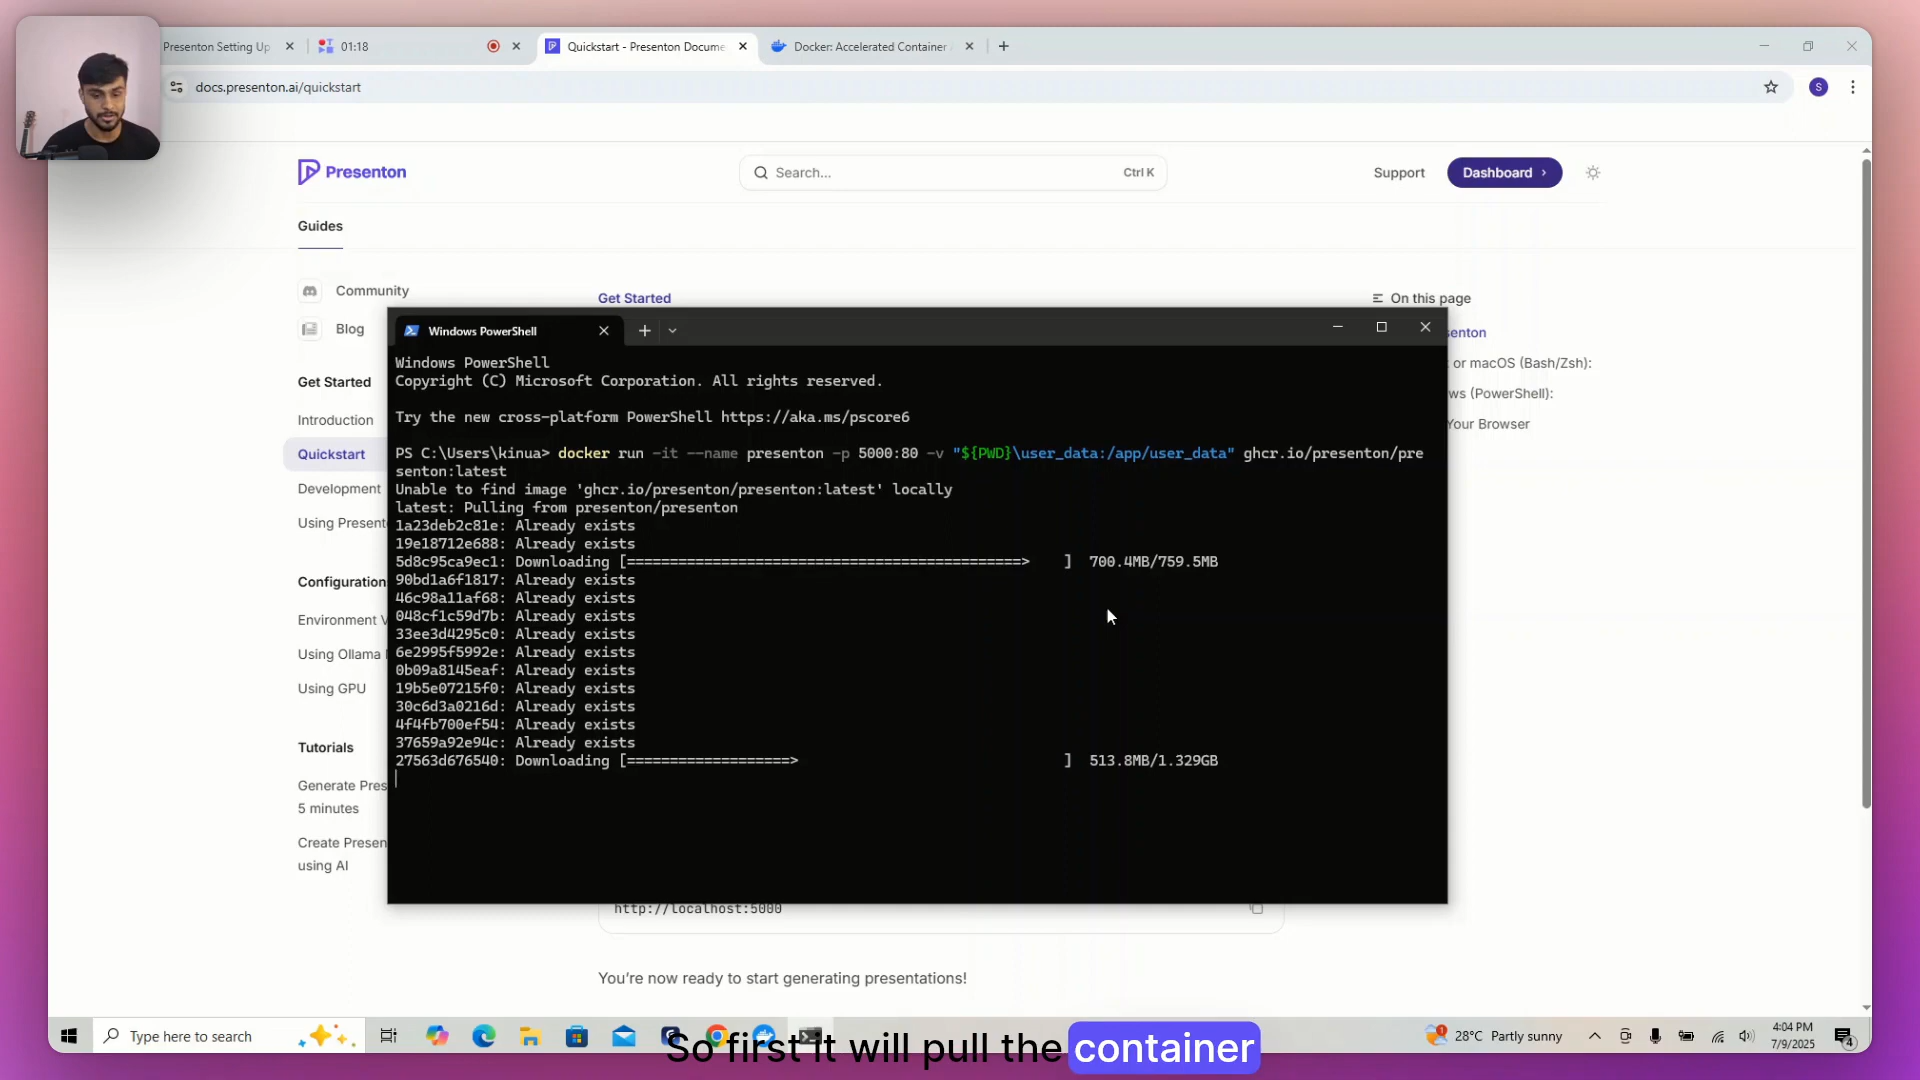 Presenton Setting Up
01:18
Quickstart - Presenton Docume
Docker: Accelerated Container
docs.presenton.ai/quickstart
S
Presenton
Search...
Ctrl K
Support
Dashboard
Guides
Community
Blog
Get Started
Introduction
Quickstart
Development
Using Present
Configuration
Environment V
Using Ollama
Using GPU
Tutorials
Generate Pres
5 minutes
Create Presen
using AI
Get Started
On this page
senton
or macOS (Bash/Zsh):
ws (PowerShell):
Your Browser
Windows PowerShell
Windows PowerShell
Copyright (C) Microsoft Corporation. All rights reserved.
Try the new cross-platform PowerShell https://aka.ms/pscore6
PS C:\Users\kinua> docker run -it --name presenton -p 5000:80 -v "${PWD}\user_data:/app/user_data" ghcr.io/presenton/pre
senton:latest
Unable to find image 'ghcr.io/presenton/presenton:latest' locally
latest: Pulling from presenton/presenton
1a23deb2c81e: Already exists
19e18712e688: Already exists
5d8c95ca9ec1: Downloading [==============================================>    ]  700.4MB/759.5MB
90bd1a6f1817: Already exists
46c98a11af68: Already exists
048cf1c59d7b: Already exists
33ee3d4295c0: Already exists
6e2995f5992e: Already exists
0b09a8145eaf: Already exists
19b5e07215f0: Already exists
30c6d3a0216d: Already exists
4f4fb700ef54: Already exists
37659a92e94c: Already exists
27563d676540: Downloading [===================>                               ]  513.8MB/1.329GB
http://localhost:5000
You're now ready to start generating presentations!
Type here to search
28°C Partly sunny
4:04 PM
7/9/2025
4
So first it will pull the container